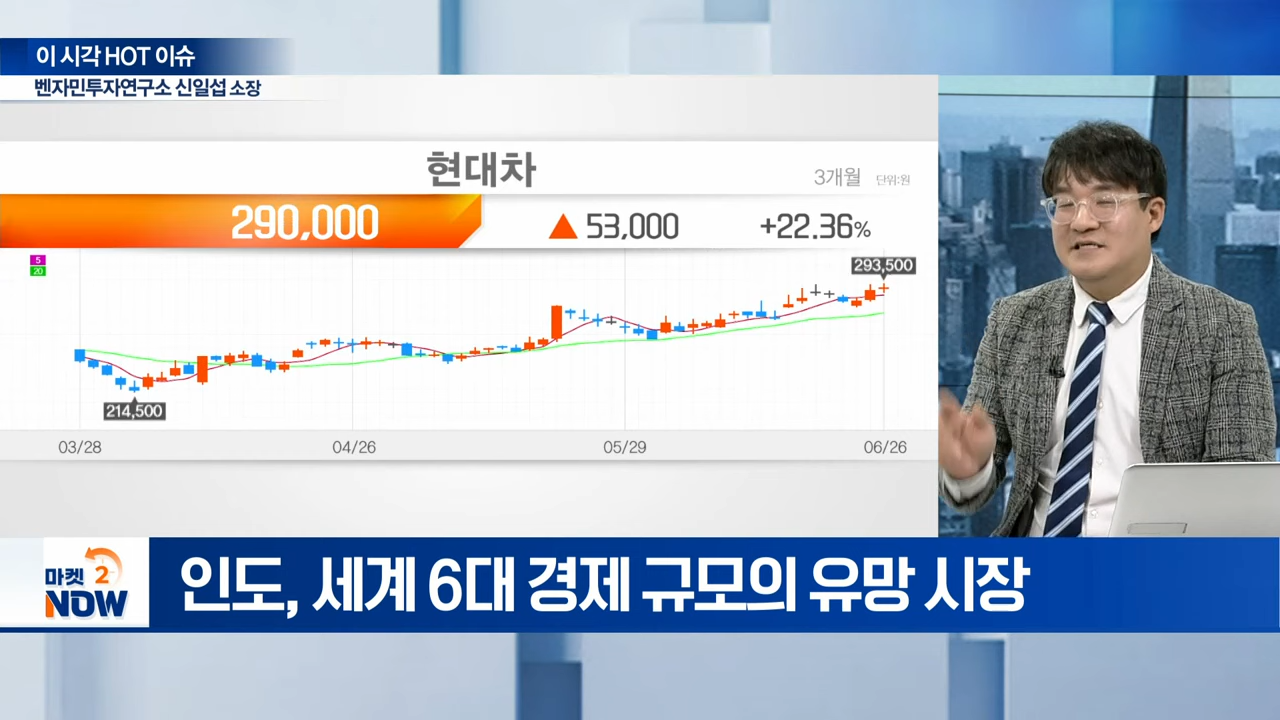 이 시각 HOT 이슈
벤자민투자연구소 신일섭 소장
현대차
3개월 단위:원
290,000 ▲ 53,000 +22.36%
5
20
293,500
214,500
03/28 04/26 05/29 06/26
마켓 2
NOW
인도, 세계 6대 경제 규모의 유망 시장